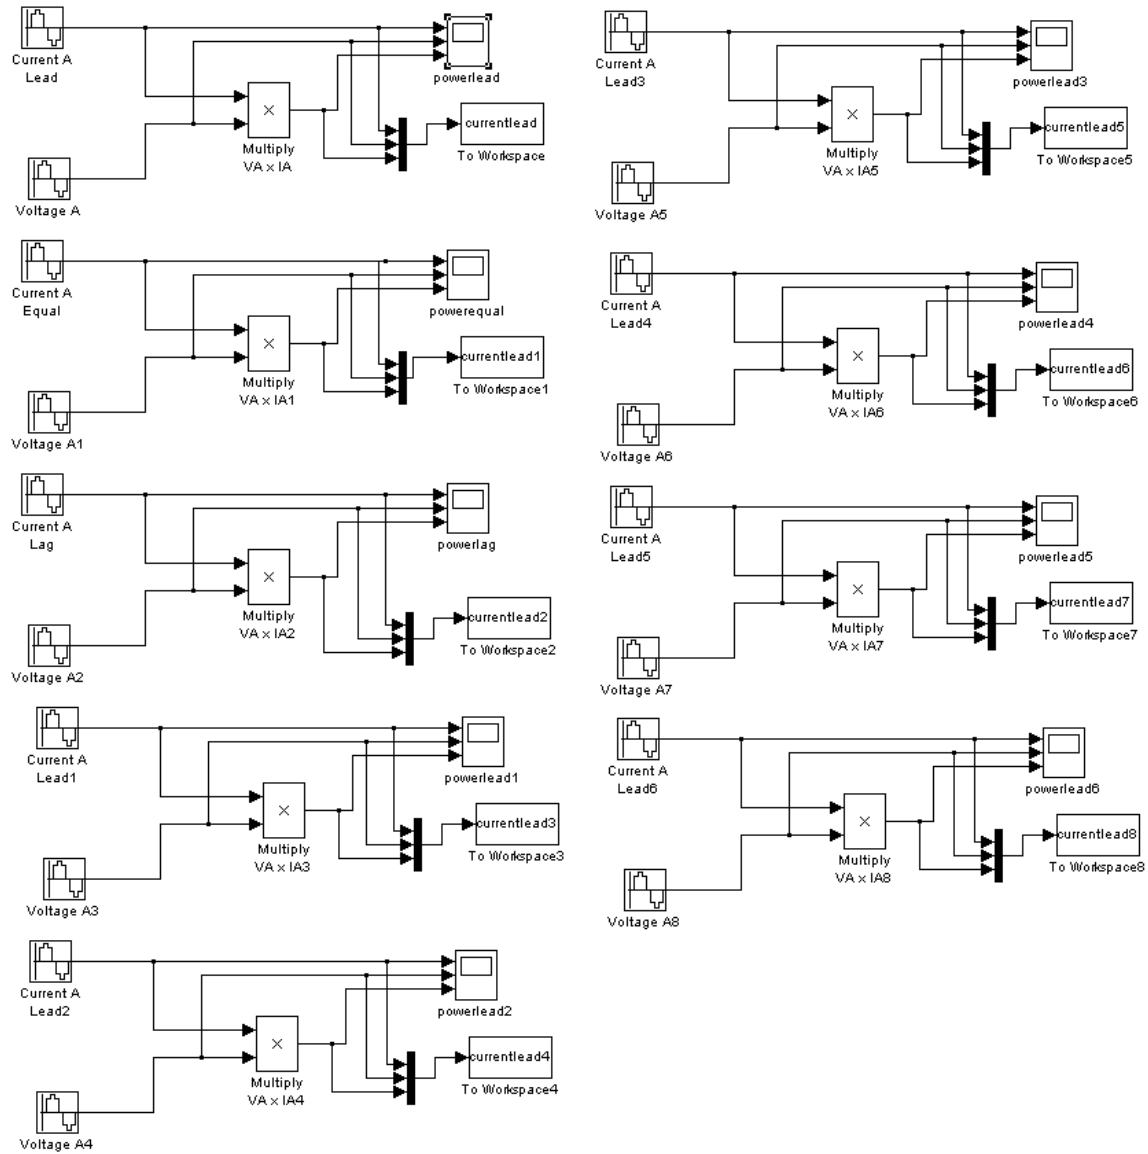 Current A
Lead
powerlead
×
Multiply
VA x IA
currentlead
To Workspace
Voltage A
Current A
Equal
powerequal
×
Multiply
VA x IA1
currentlead1
To Workspace1
Voltage A1
Current A
Lag
powerlag
×
Multiply
VA x IA2
currentlead2
To Workspace2
Voltage A2
Current A
Lead1
powerlead1
×
Multiply
VA x IA3
currentlead3
To Workspace3
Voltage A3
Current A
Lead2
powerlead2
×
Multiply
VA x IA4
currentlead4
To Workspace4
Voltage A4
Current A
Lead3
powerlead3
×
Multiply
VA x IA5
currentlead5
To Workspace5
Voltage A5
Current A
Lead4
powerlead4
×
Multiply
VA x IA6
currentlead6
To Workspace6
Voltage A6
Current A
Lead5
powerlead5
×
Multiply
VA x IA7
currentlead7
To Workspace7
Voltage A7
Current A
Lead6
powerlead6
×
Multiply
VA x IA8
currentlead8
To Workspace8
Voltage A8